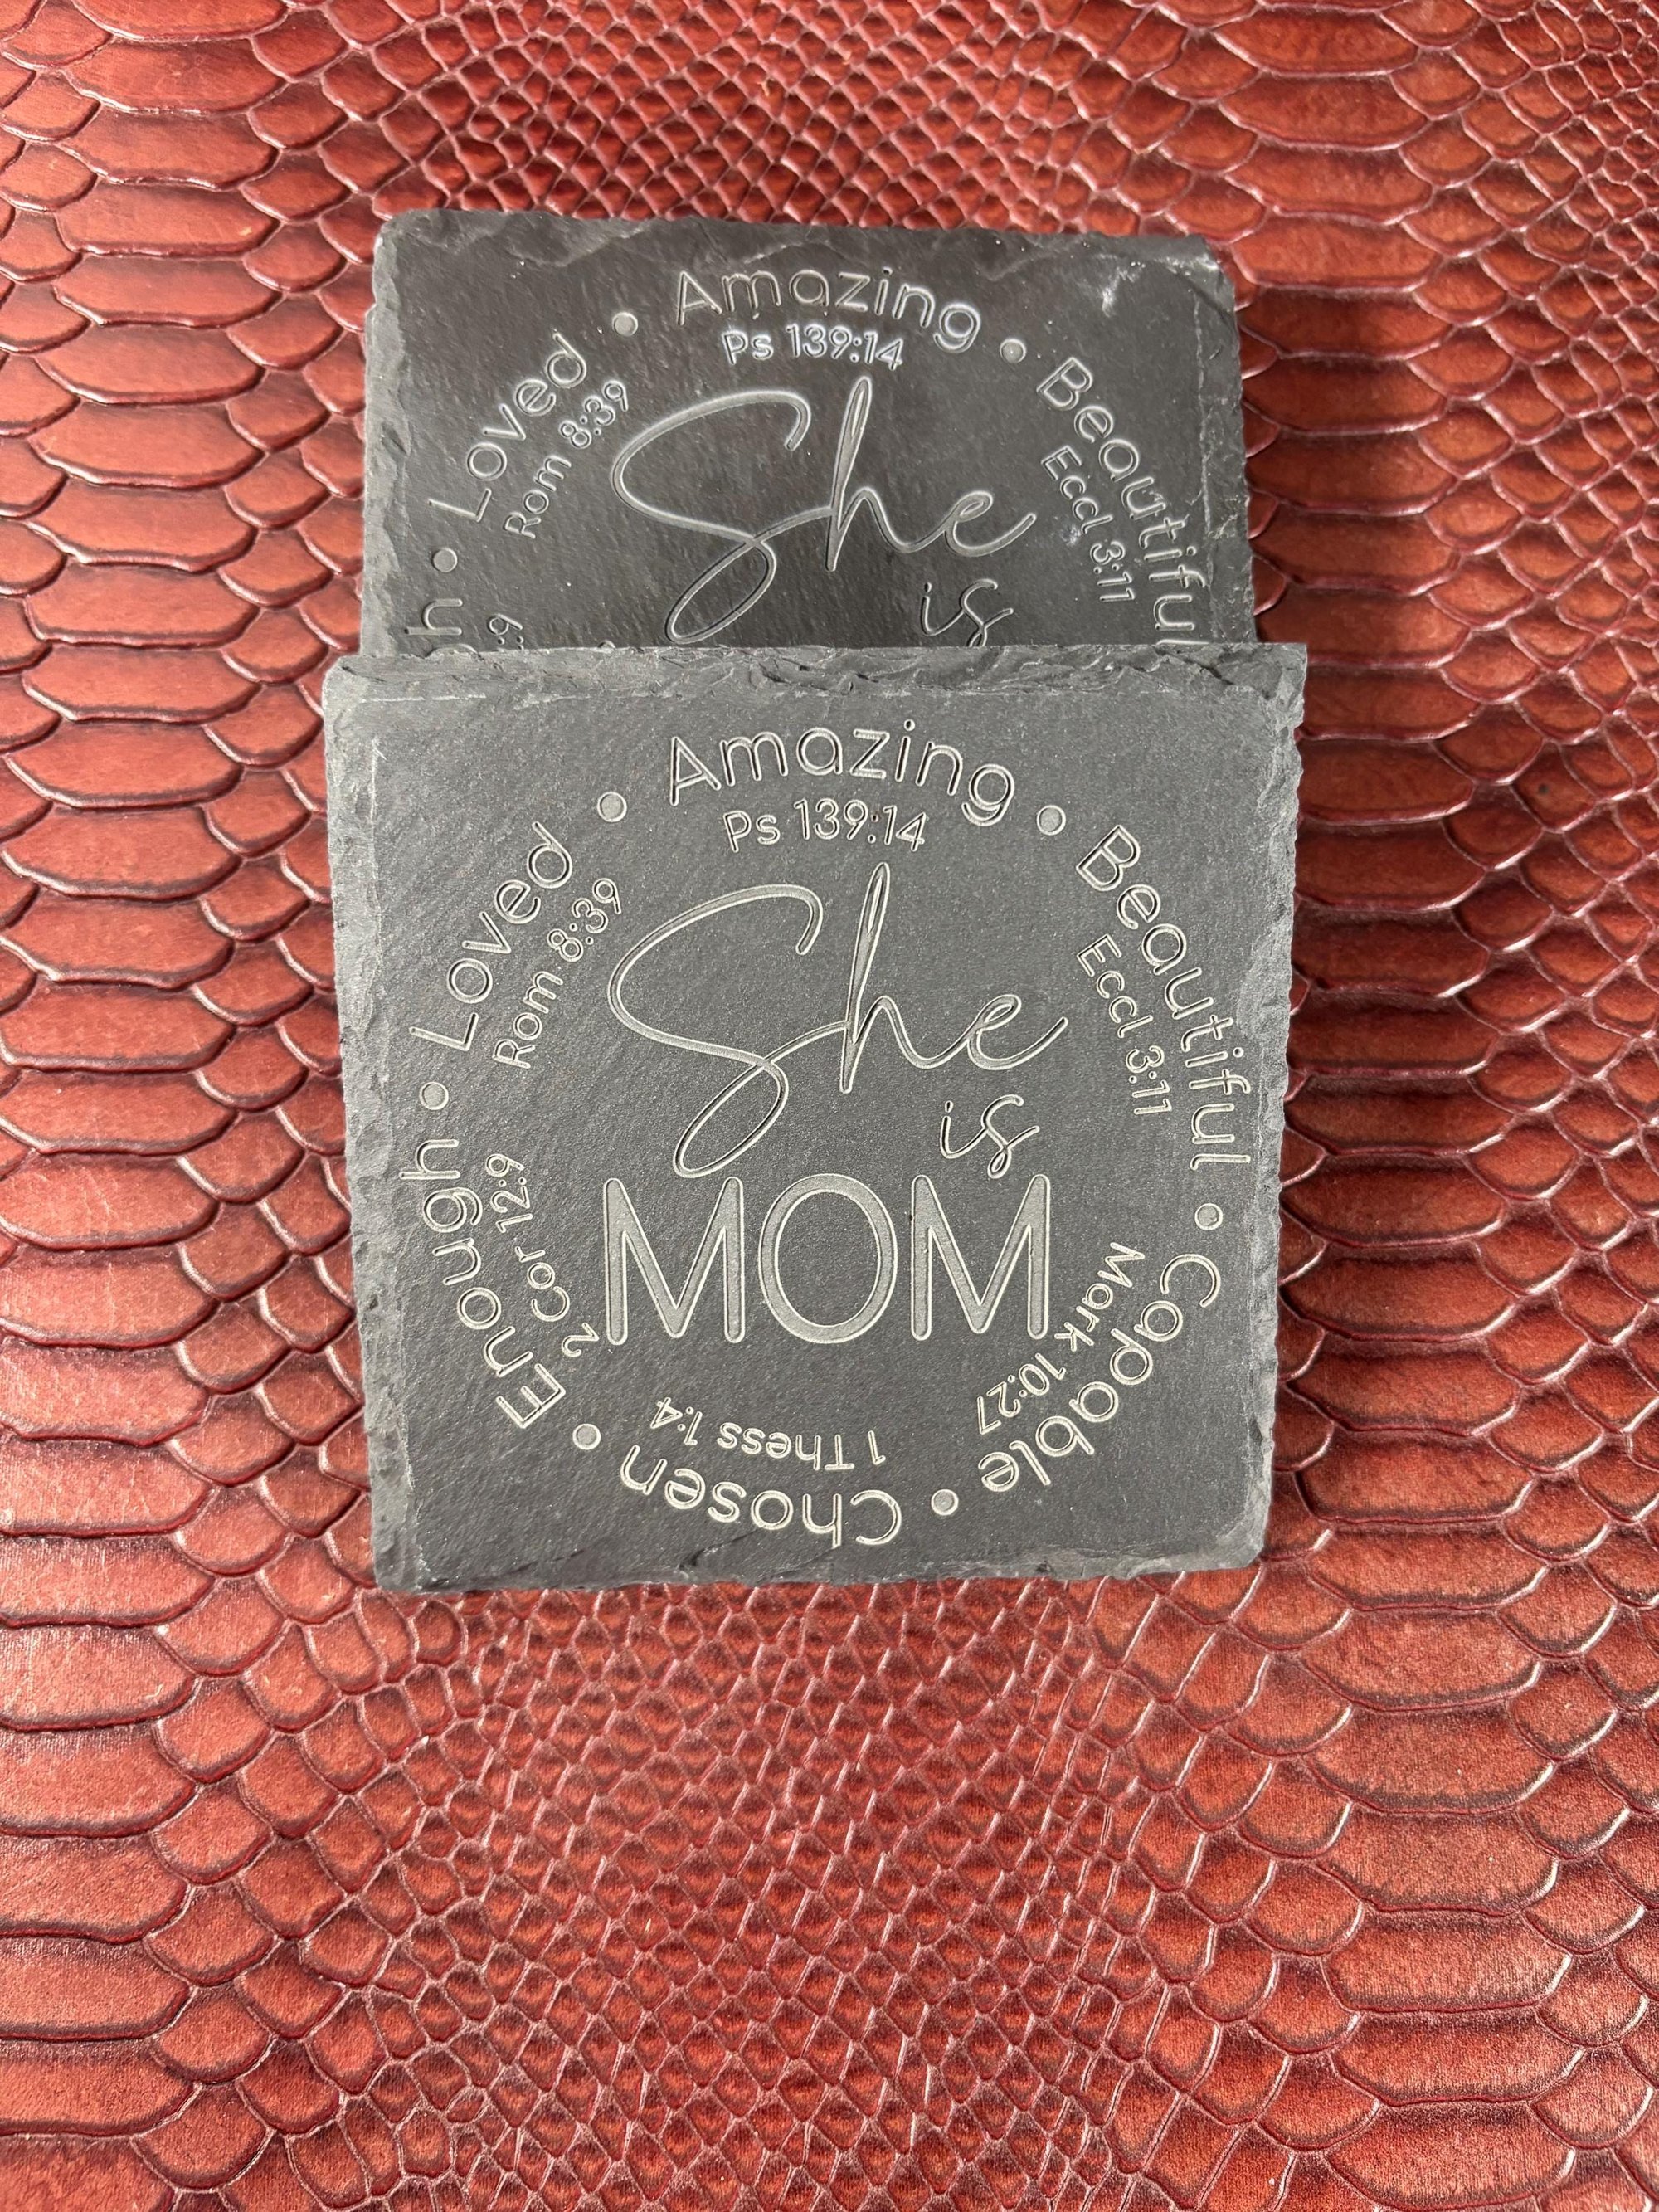 Amazing
Ps 139:14
Beautiful
Eccl 3:11
Loved
Rom 8:39
She
is
Amazing
Ps 139:14
Beautiful
Eccl 3:11
Capable
Mark 10:27
Chosen
1 Thess 1:4
Enough
2 Cor 12:9
Loved
Rom 8:39
She
is
MOM